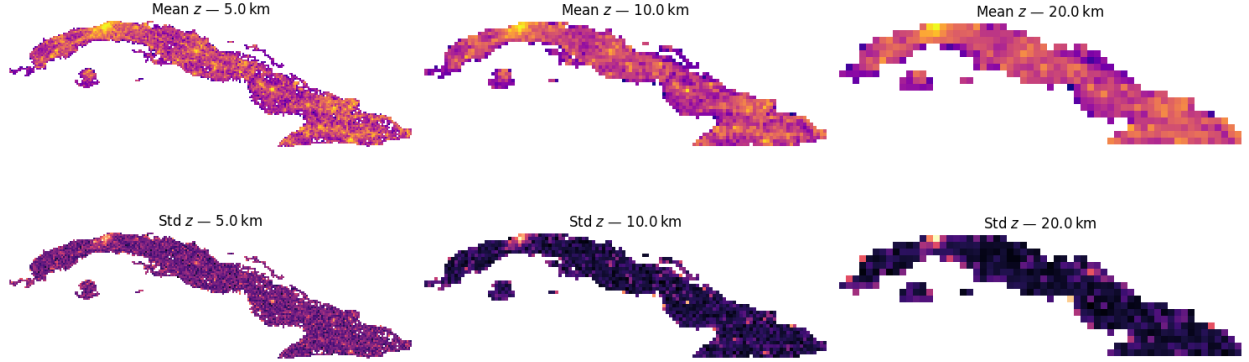 Mean z — 5.0 km
Mean z — 10.0 km
Mean z — 20.0 km
Std z — 5.0 km
Std z — 10.0 km
Std z — 20.0 km